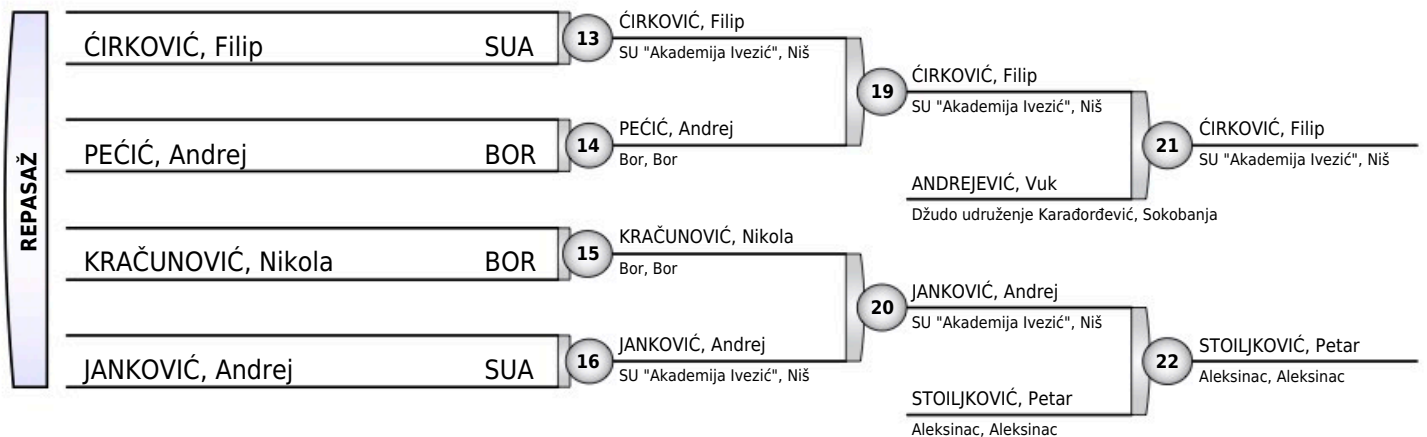 REPASAŽ
ĆIRKOVIĆ, Filip SUA
PEĆIĆ, Andrej BOR
KRAČUNOVIĆ, Nikola BOR
JANKOVIĆ, Andrej SUA
13
ĆIRKOVIĆ, Filip
SU "Akademija Ivezić", Niš
14
PEĆIĆ, Andrej
Bor, Bor
15
KRAČUNOVIĆ, Nikola
Bor, Bor
16
JANKOVIĆ, Andrej
SU "Akademija Ivezić", Niš
19
ĆIRKOVIĆ, Filip
SU "Akademija Ivezić", Niš
ANDREJEVIĆ, Vuk
Džudo udruženje Karađorđević, Sokobanja
20
JANKOVIĆ, Andrej
SU "Akademija Ivezić", Niš
STOILJKOVIĆ, Petar
Aleksinac, Aleksinac
21
ĆIRKOVIĆ, Filip
SU "Akademija Ivezić", Niš
22
STOILJKOVIĆ, Petar
Aleksinac, Aleksinac